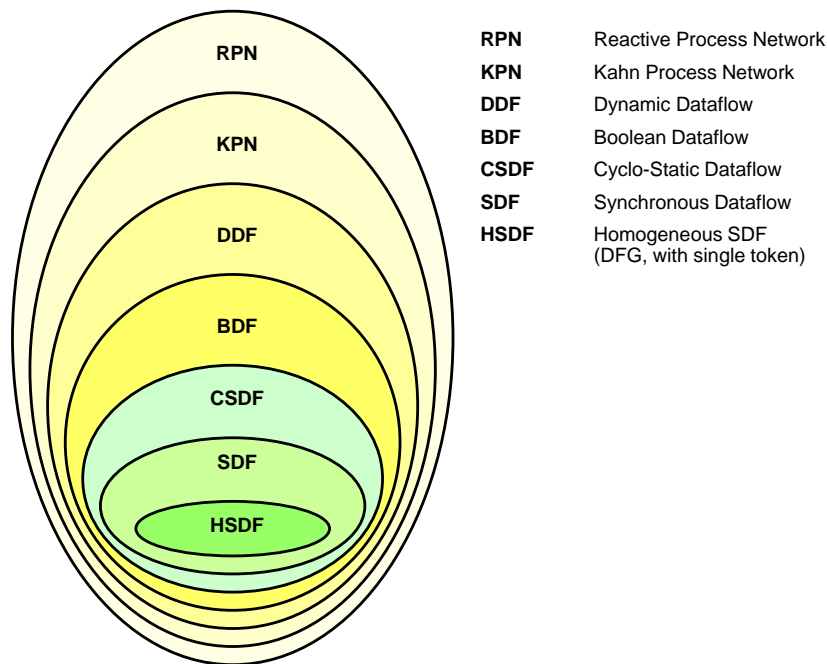 RPN
KPN
DDF
BDF
CSDF
SDF
HSDF
RPN Reactive Process Network
KPN Kahn Process Network
DDF Dynamic Dataflow
BDF Boolean Dataflow
CSDF Cyclo-Static Dataflow
SDF Synchronous Dataflow
HSDF Homogeneous SDF
(DFG, with single token)